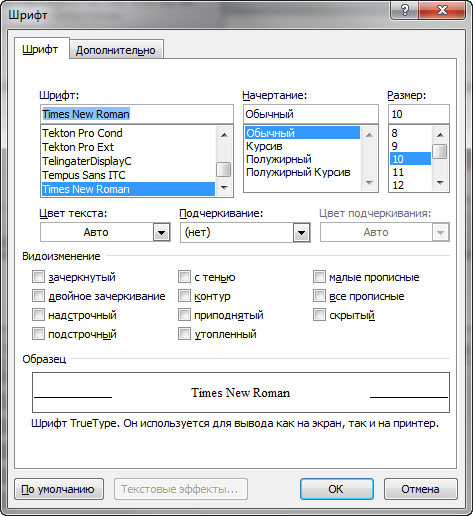 Шрифт
Шрифт Дополнительно
Шрифт: Начертание: Размер:
Times New Roman Обычный 10
Tekton Pro Cond Обычный 8
Tekton Pro Ext Курсив 9
TelingaterDisplayC Полужирный 10
Tempus Sans ITC Полужирный Курсив 11
Times New Roman 12
Цвет текста: Подчеркивание: Цвет подчеркивания:
Авто (нет) Авто
Видоизменение
зачеркнутый с тенью малые прописные
двойное зачеркивание контур все прописные
надстрочный приподнятый скрытый
подстрочный утопленный
Образец
Times New Roman
Шрифт TrueType. Он используется для вывода как на экран, так и на принтер.
По умолчанию Текстовые эффекты... ОК Отмена